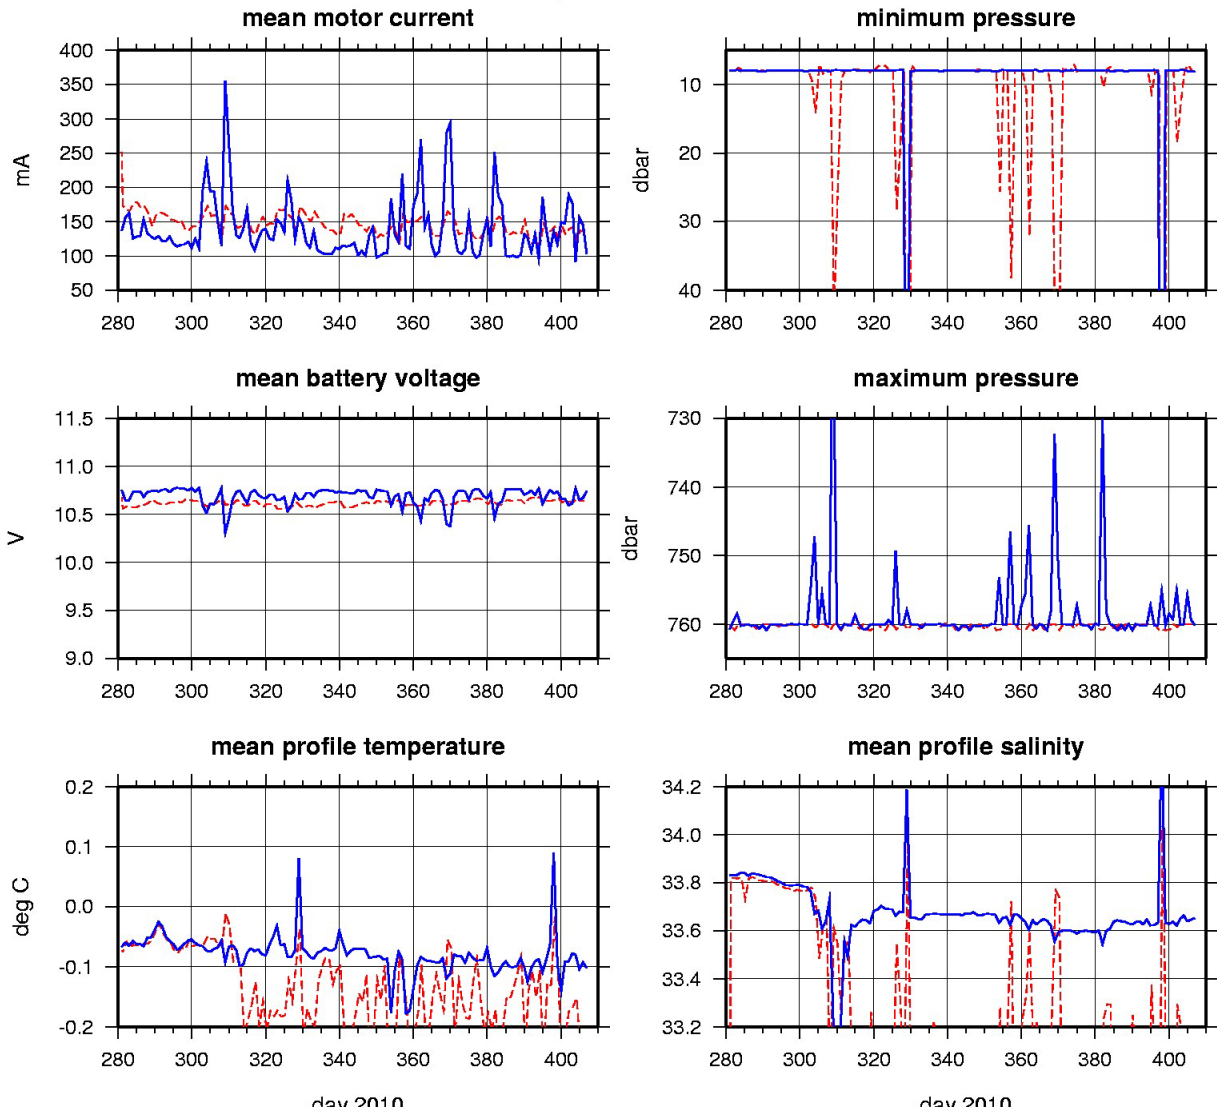 mean motor current
mA
400
350
300
250
200
150
100
50
280 300 320 340 360 380 400
minimum pressure
dbar
10
20
30
40
280 300 320 340 360 380 400
mean battery voltage
V
11.5
11.0
10.5
10.0
9.5
9.0
280 300 320 340 360 380 400
maximum pressure
dbar
730
740
750
760
280 300 320 340 360 380 400
mean profile temperature
deg C
0.2
0.1
0.0
-0.1
-0.2
280 300 320 340 360 380 400
day 2010
mean profile salinity
34.2
34.0
33.8
33.6
33.4
33.2
280 300 320 340 360 380 400
day 2010